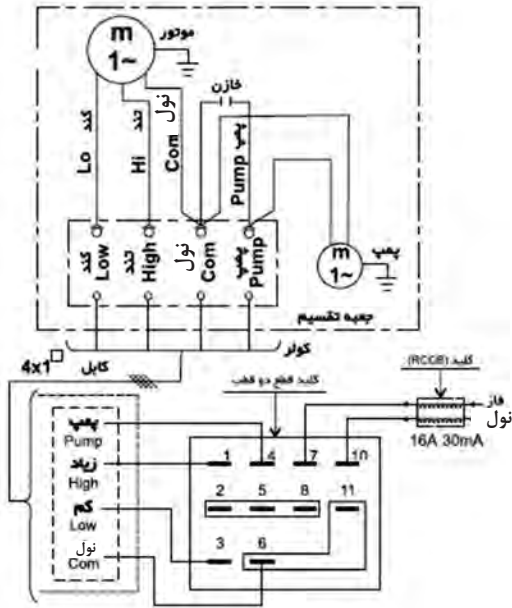 m
1~
موتور
خازن
کند
Lo
تند
Hi
نول
Com
پمپ
Pump
کند
Low
تند
High
نول
Com
پمپ
Pump
m
1~
پمپ
جعبه تقسیم
کولر
4x1
کابل
کلید قطع دو قطب
کلید (RCCB)
فاز
نول
16A 30mA
پمپ
Pump
زیاد
High
کم
Low
نول
Com
1 4 7 10
2 5 8 11
3 6